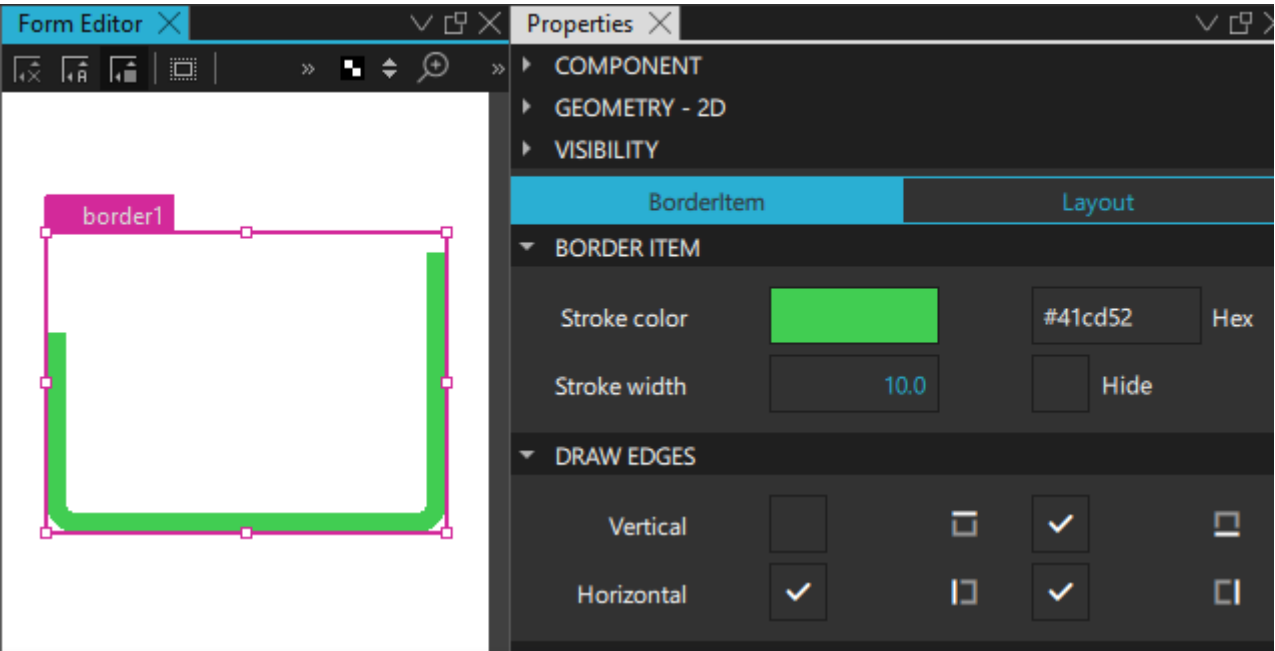 Form Editor
Properties
COMPONENT
GEOMETRY - 2D
VISIBILITY
border1
BorderItem
Layout
BORDER ITEM
Stroke color
#41cd52
Hex
Stroke width
10.0
Hide
DRAW EDGES
Vertical
Horizontal